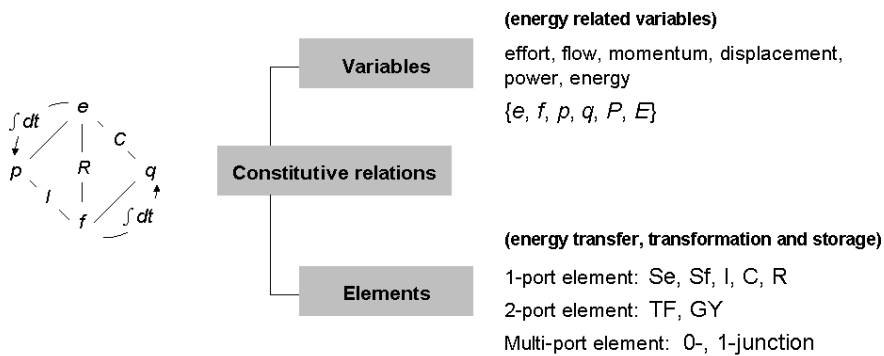 (energy related variables)
Variables
effort, flow, momentum, displacement,
power, energy
{e, f, p, q, P, E}
e
∫ dt
C
p
R
q
Constitutive relations
I
f
∫ dt
(energy transfer, transformation and storage)
Elements
1-port element: Se, Sf, I, C, R
2-port element: TF, GY
Multi-port element: 0-, 1-junction